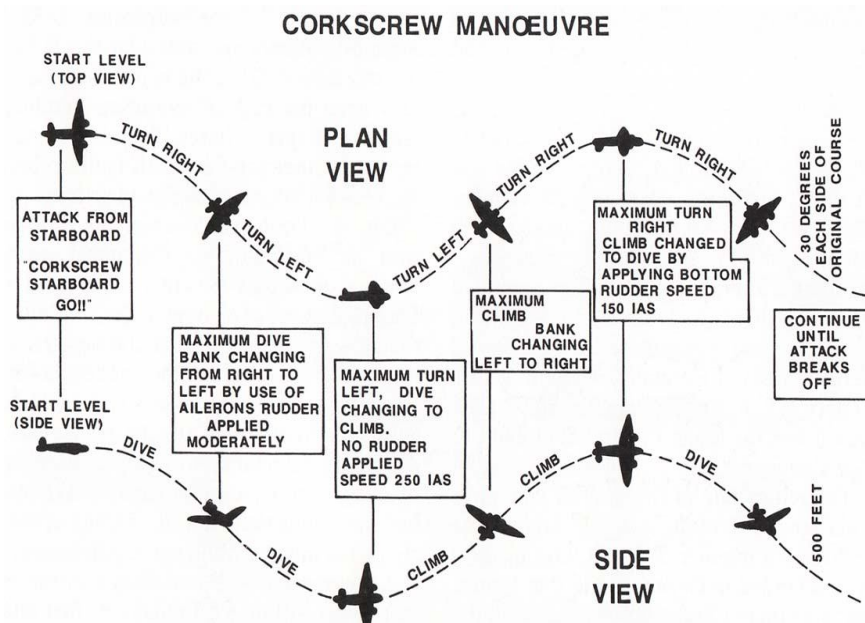 CORKSCREW MANŒUVRE
START LEVEL
(TOP VIEW)
TURN RIGHT
PLAN
VIEW
TURN RIGHT
TURN RIGHT
ATTACK FROM
STARBOARD
"CORKSCREW
STARBOARD
GO!!"
TURN LEFT
TURN LEFT
MAXIMUM TURN
RIGHT
CLIMB CHANGED
TO DIVE BY
APPLYING BOTTOM
RUDDER SPEED
150 IAS
30 DEGREES
EACH SIDE OF
ORIGINAL COURSE
MAXIMUM
CLIMB
BANK
CHANGING
LEFT TO RIGHT
CONTINUE
UNTIL
ATTACK
BREAKS
OFF
MAXIMUM DIVE
BANK CHANGING
FROM RIGHT TO
LEFT BY USE OF
AILERONS RUDDER
APPLIED
MODERATELY
MAXIMUM TURN
LEFT, DIVE
CHANGING TO
CLIMB.
NO RUDDER
APPLIED
SPEED 250 IAS
START LEVEL
(SIDE VIEW)
DIVE
CLIMB
DIVE
DIVE
CLIMB
500 FEET
SIDE
VIEW